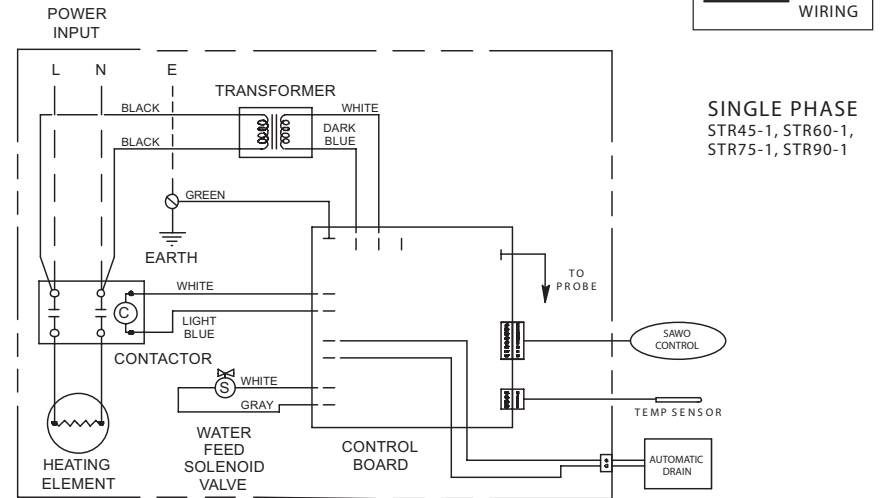 POWER
INPUT
WIRING
L N E
TRANSFORMER
BLACK
WHITE
DARK
BLUE
BLACK
SINGLE PHASE
STR45-1, STR60-1,
STR75-1, STR90-1
GREEN
EARTH
TO
PROBE
WHITE
C
LIGHT
BLUE
CONTACTOR
SAWO
CONTROL
S
WHITE
GRAY
TEMP SENSOR
WATER
FEED
SOLENOID
VALVE
CONTROL
BOARD
HEATING
ELEMENT
AUTOMATIC
DRAIN